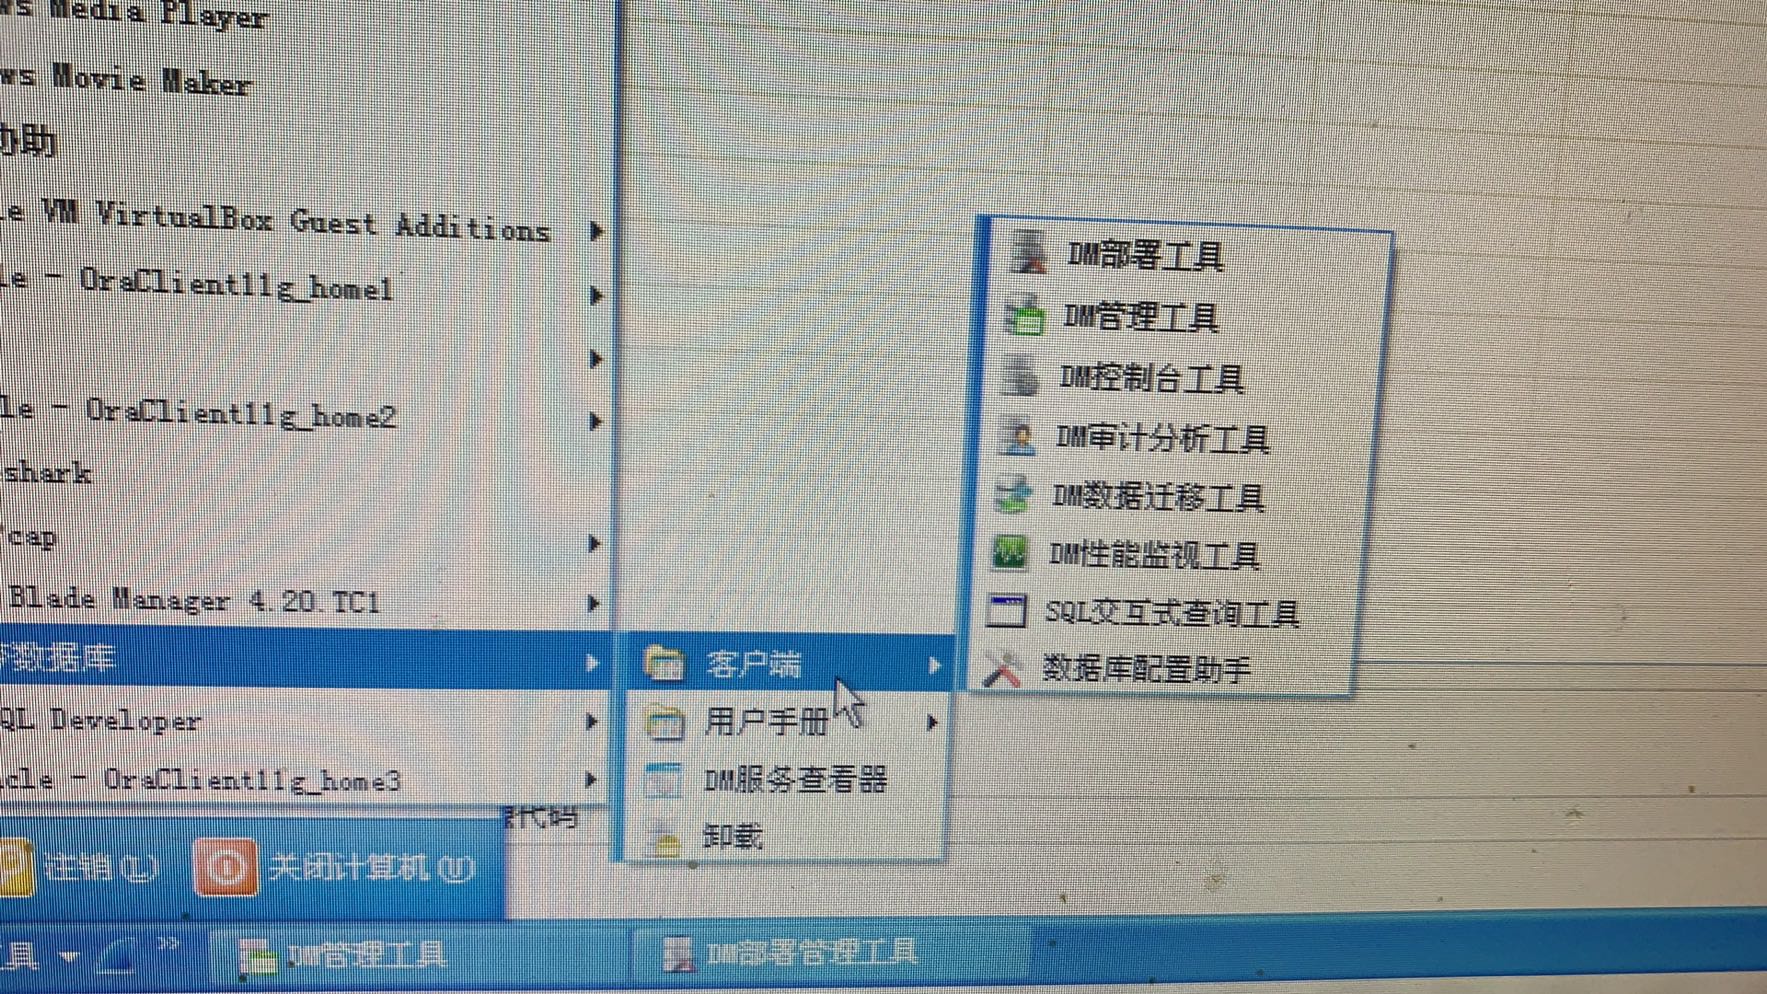 Media Player
Movie Maker
协助
VM VirtualBox Guest Additions
- OraClient11g_home1
- OraClient11g_home2
shark
cap
Blade Manager 4.20.TC1
数据库
QL Developer
cle - OraClient11g_home3
注销(L)
关闭计算机(U)
代码
客户端
用户手册
DM服务查看器
卸载
DM部署工具
DM管理工具
DM控制台工具
DM审计分析工具
DM数据迁移工具
DM性能监视工具
SQL交互式查询工具
数据库配置助手
具
DM管理工具
DM部署管理工具